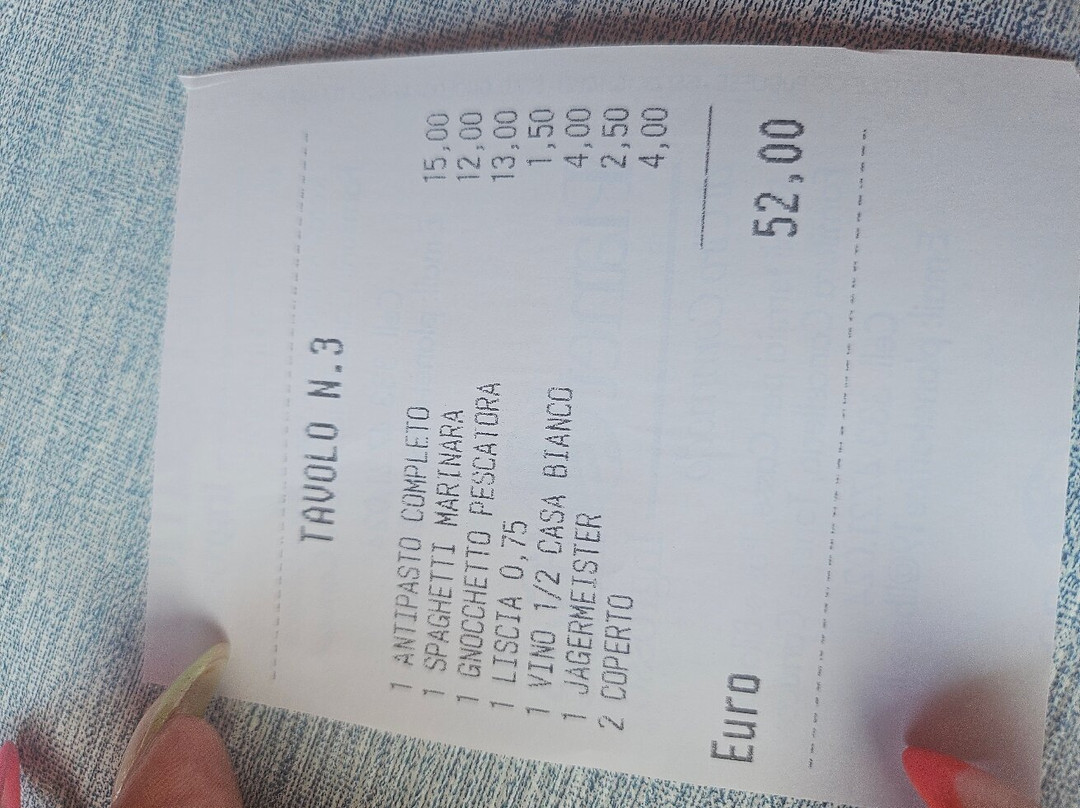 TAVOLO N.3
1 ANTIPASTO COMPLETO 15,00
1 SPAGHETTI MARINARA 12,00
1 GNOCCHETTO PESCATORA 13,00
1 LISCIA 0,75 1,50
1 VINO 1/2 CASA BIANCO 4,00
1 JAGERMEISTER 2,50
2 COPERTO 4,00
Euro 52,00